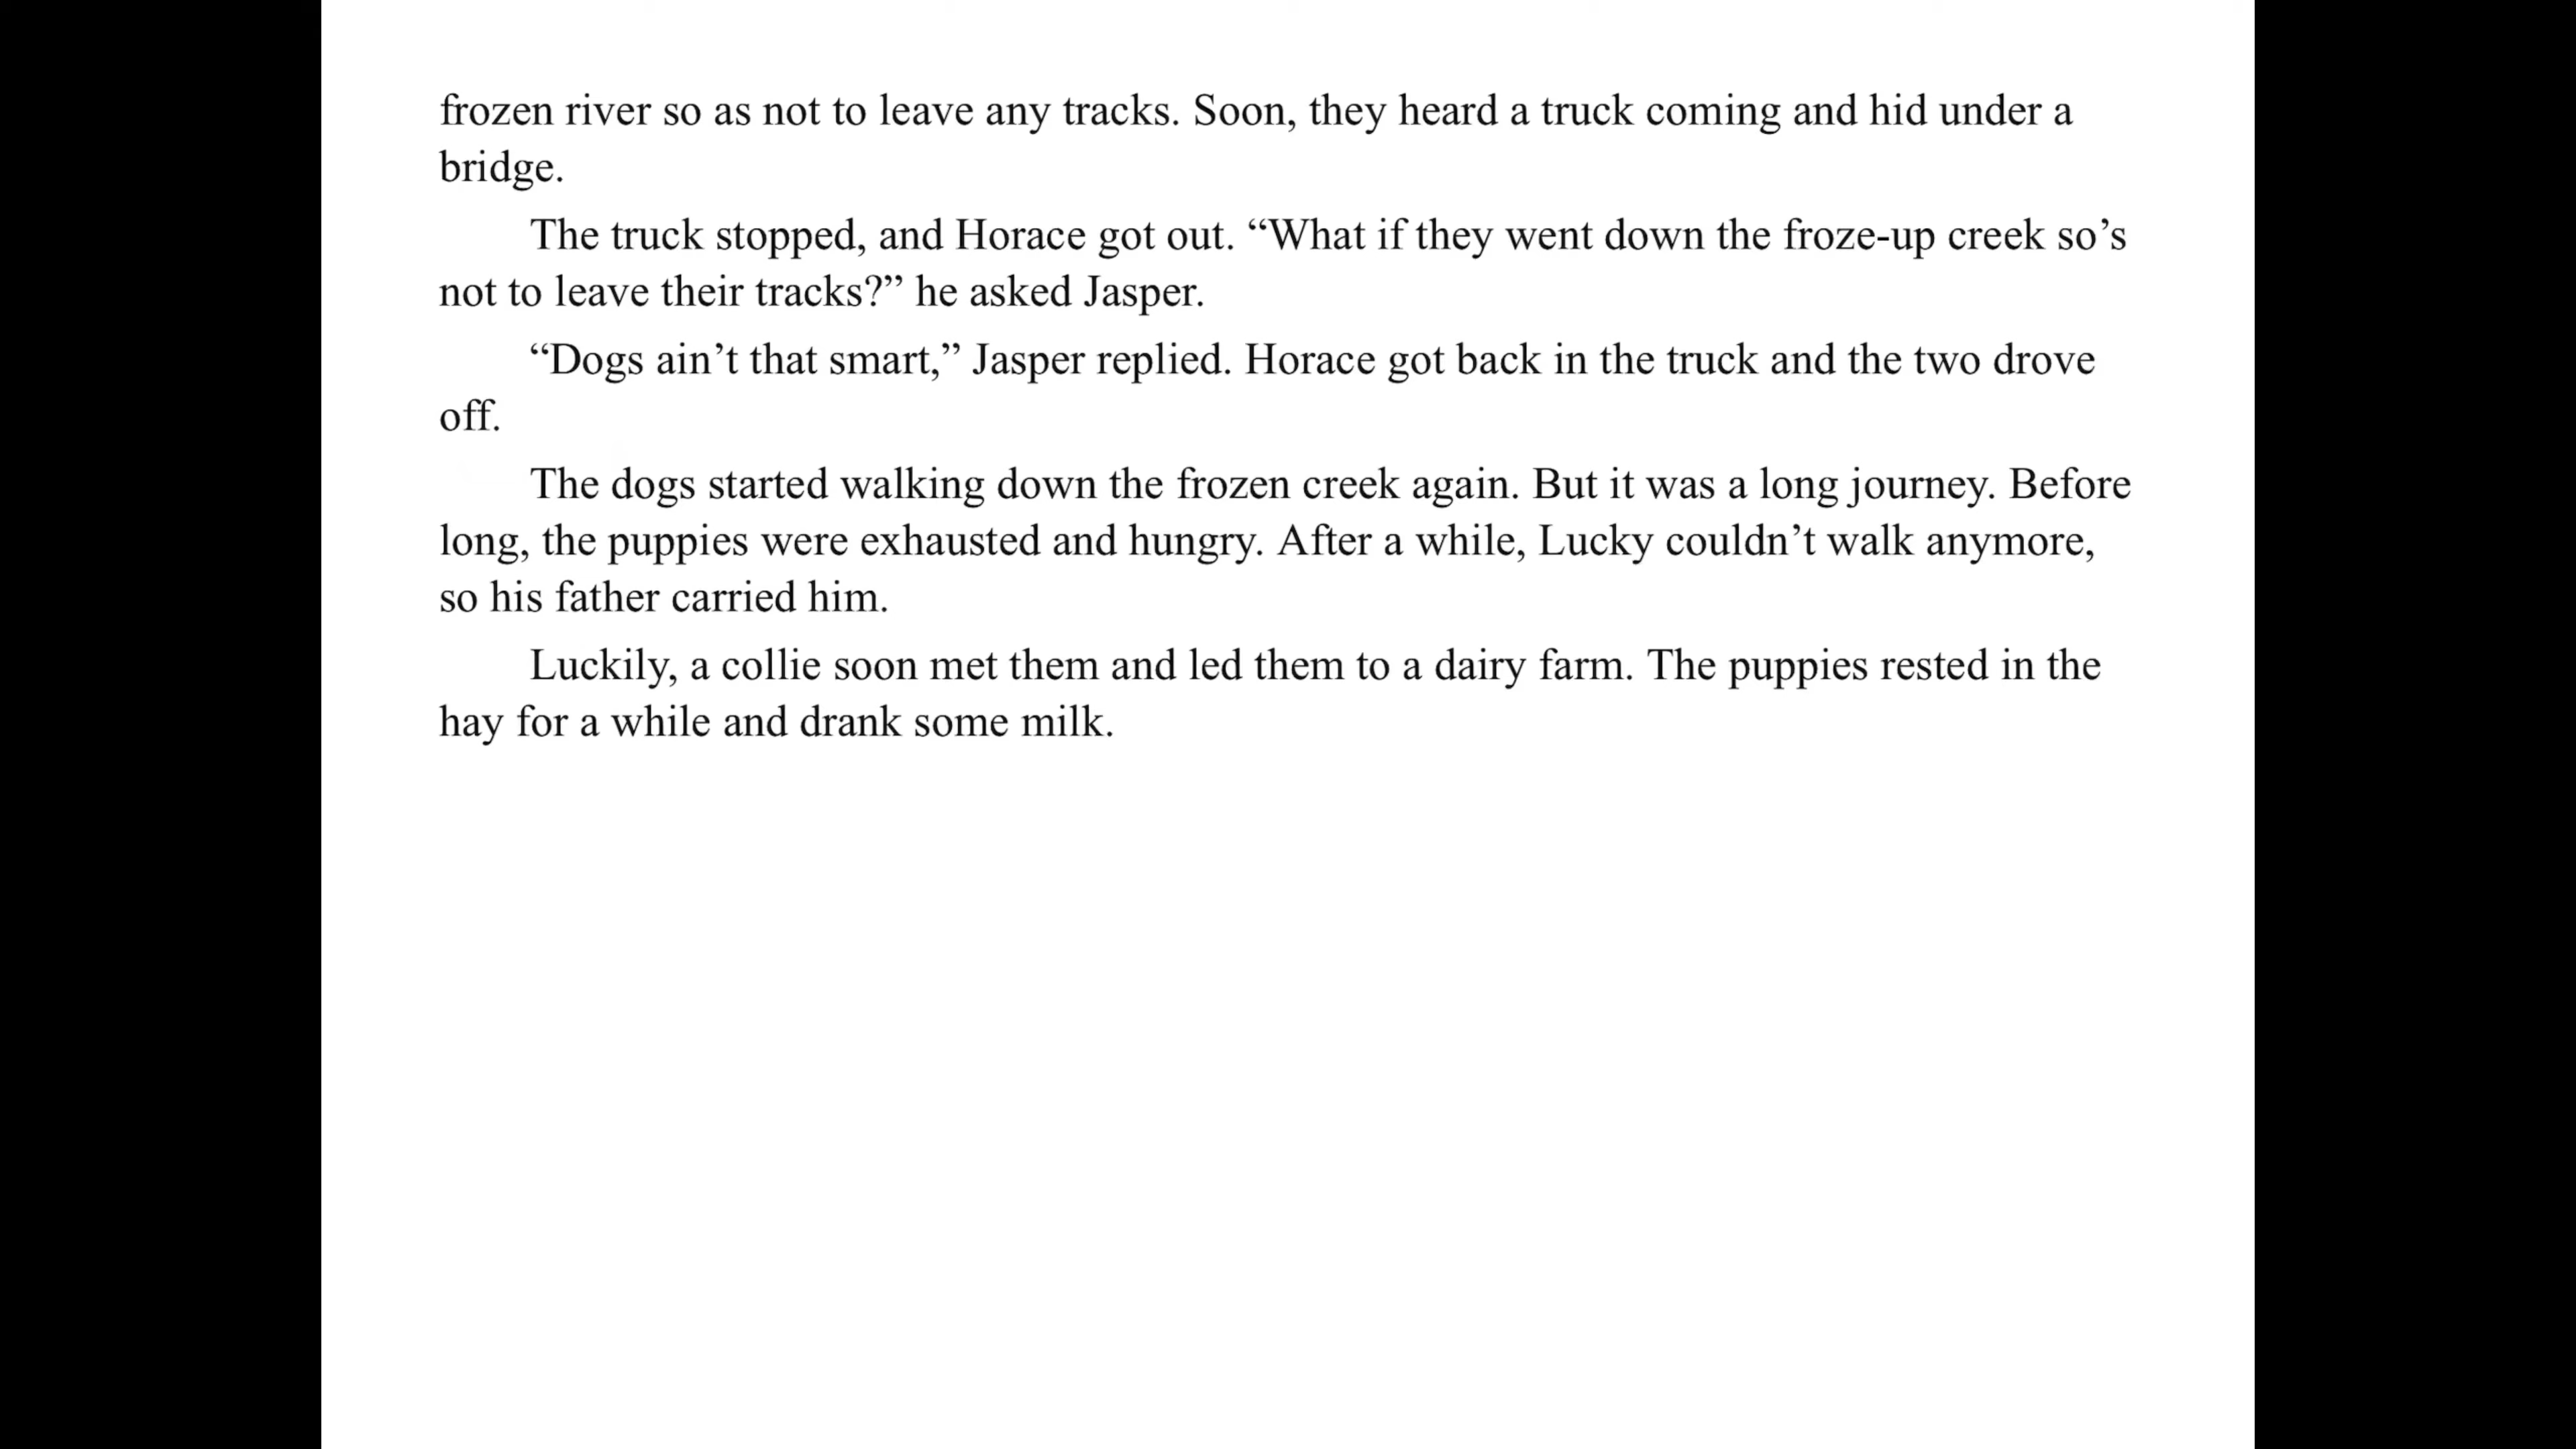 frozen river so as not to leave any tracks. Soon, they heard a truck coming and hid under a
bridge.
The truck stopped, and Horace got out. “What if they went down the froze-up creek so’s
not to leave their tracks?” he asked Jasper.
“Dogs ain’t that smart,” Jasper replied. Horace got back in the truck and the two drove
off.
The dogs started walking down the frozen creek again. But it was a long journey. Before
long, the puppies were exhausted and hungry. After a while, Lucky couldn’t walk anymore,
so his father carried him.
Luckily, a collie soon met them and led them to a dairy farm. The puppies rested in the
hay for a while and drank some milk.